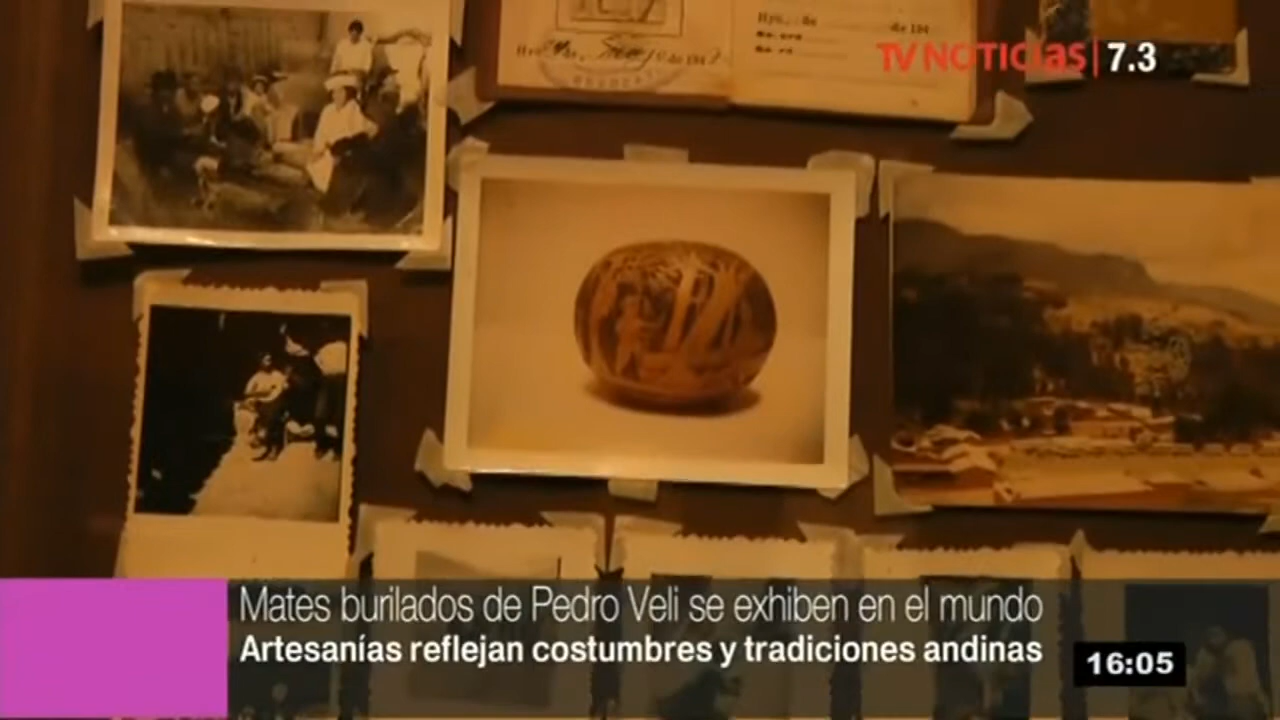 TV NOTICIAS | 7.3
Mates burilados de Pedro Veli se exhiben en el mundo
Artesanías reflejan costumbres y tradiciones andinas
16:05